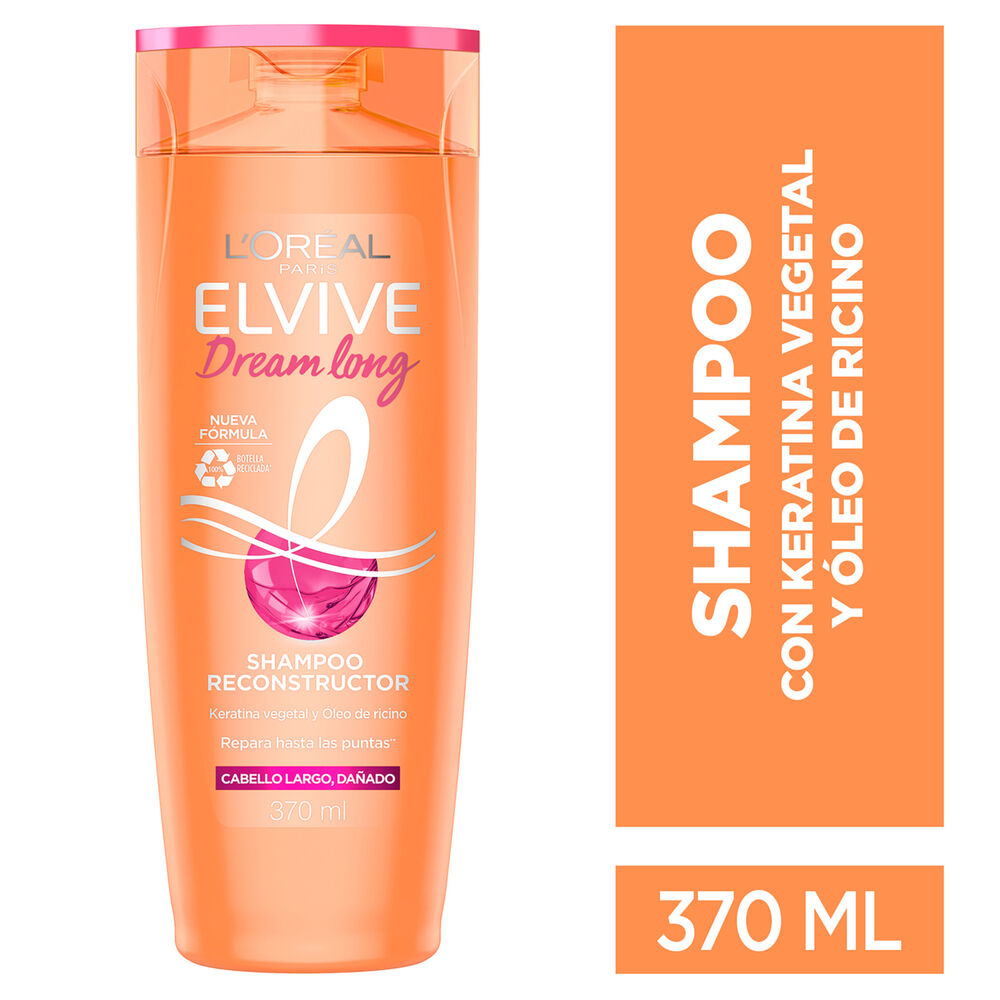 L'ORÉAL
PARIS
ELVIVE
Dream long
NUEVA
FÓRMULA
100%
BOTELLA
RECICLADA*
SHAMPOO
RECONSTRUCTOR
Keratina vegetal y Óleo de ricino
Repara hasta las puntas**
CABELLO LARGO, DAÑADO
370 ml
SHAMPOO
CON KERATINA VEGETAL
Y ÓLEO DE RICINO
370 ML